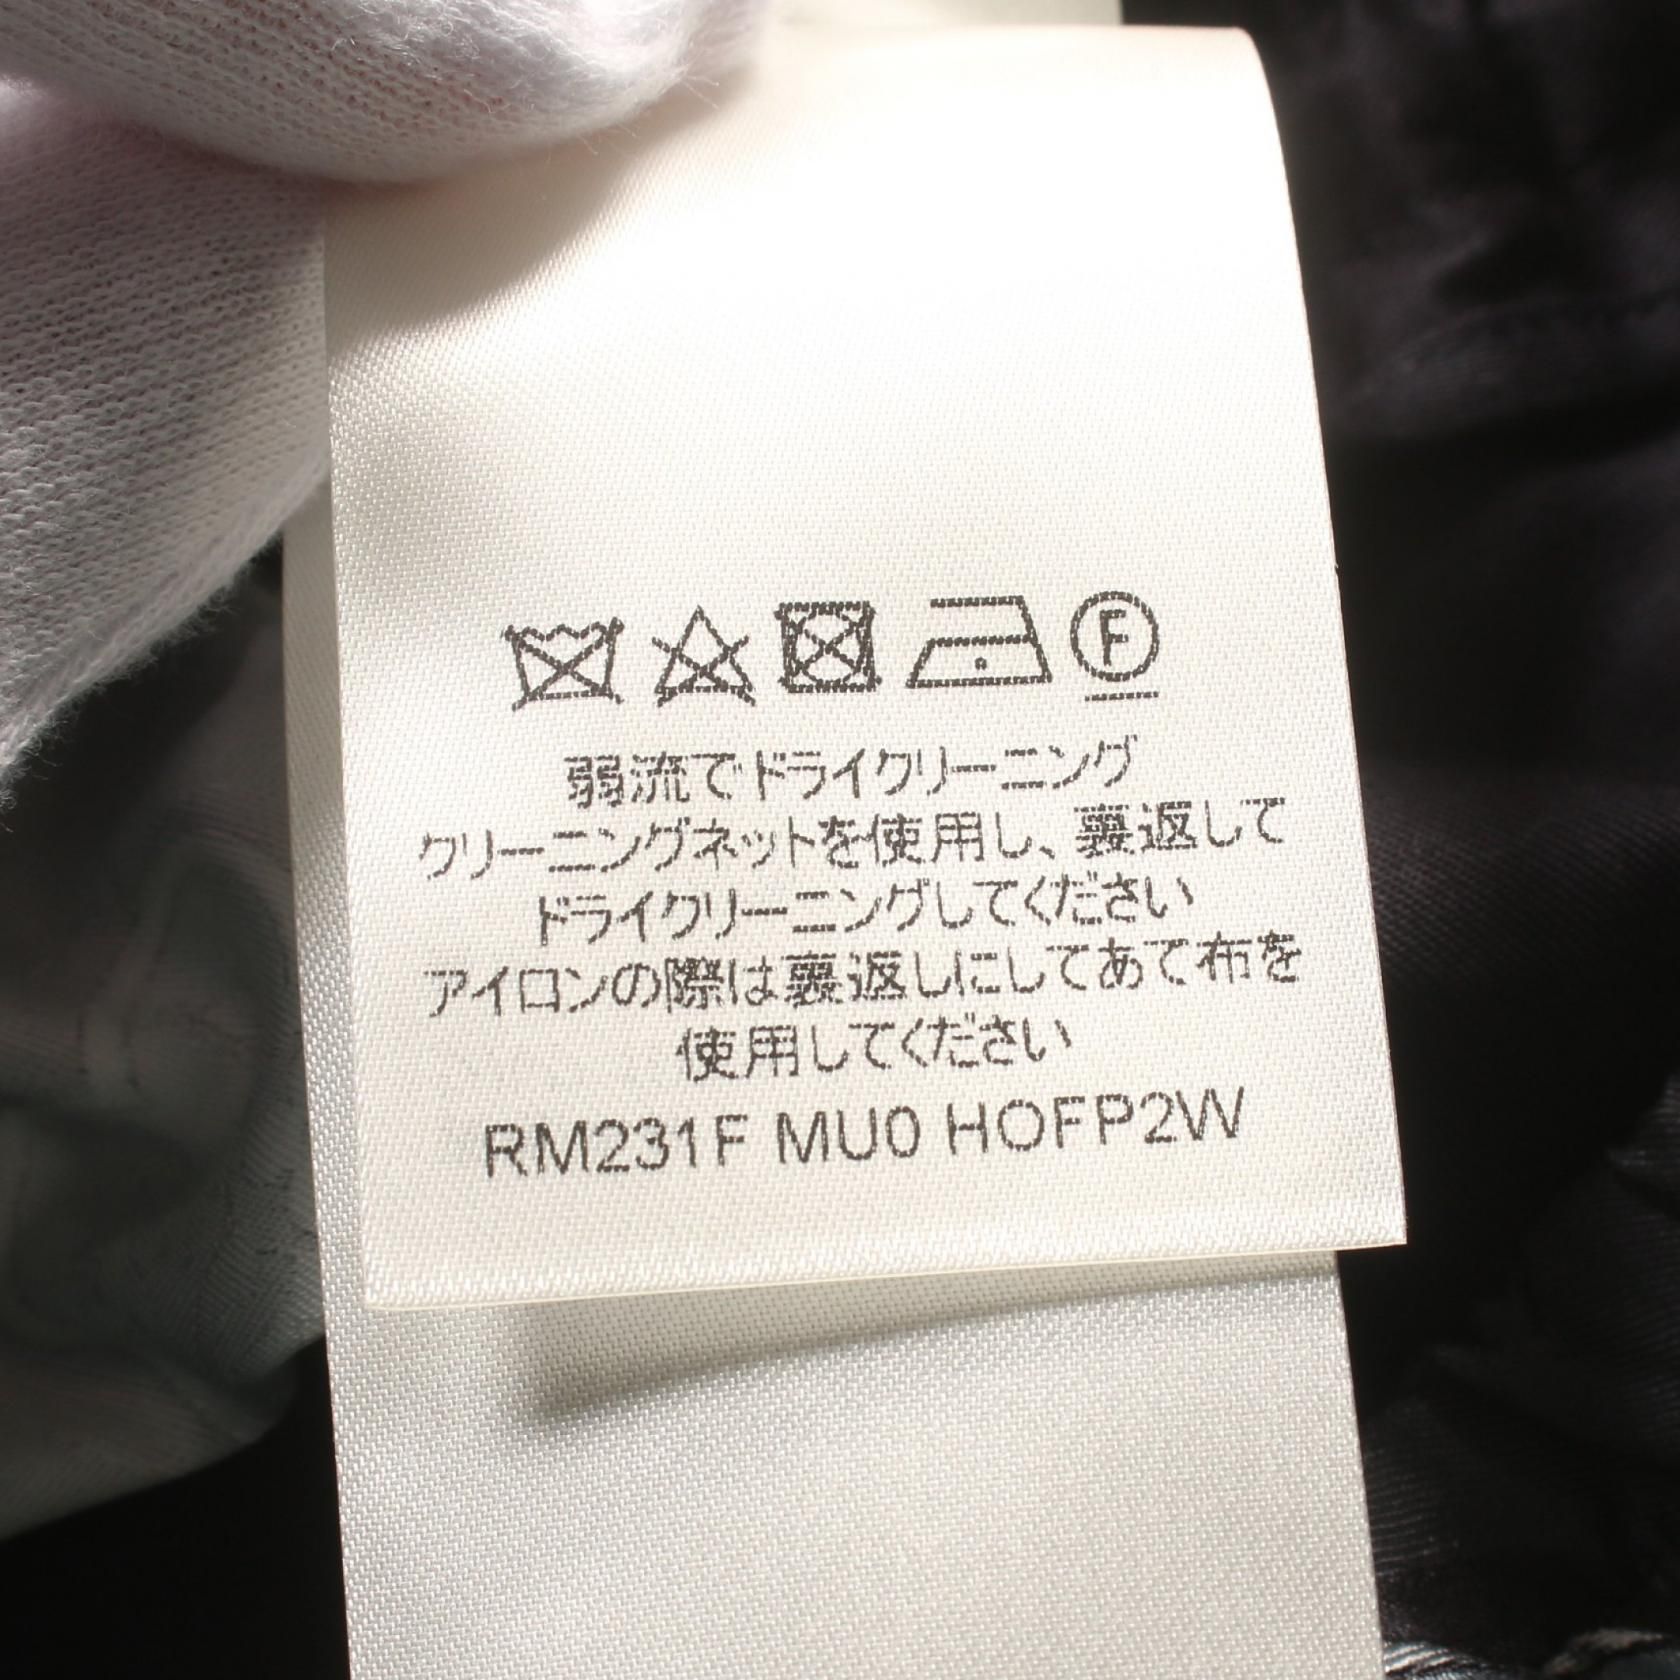 F
弱流でドライクリーニング
クリーニングネットを使用し、裏返して
ドライクリーニングしてください
アイロンの際は裏返しにしてあて布を
使用してください
RM231F MU0 HOFP2W